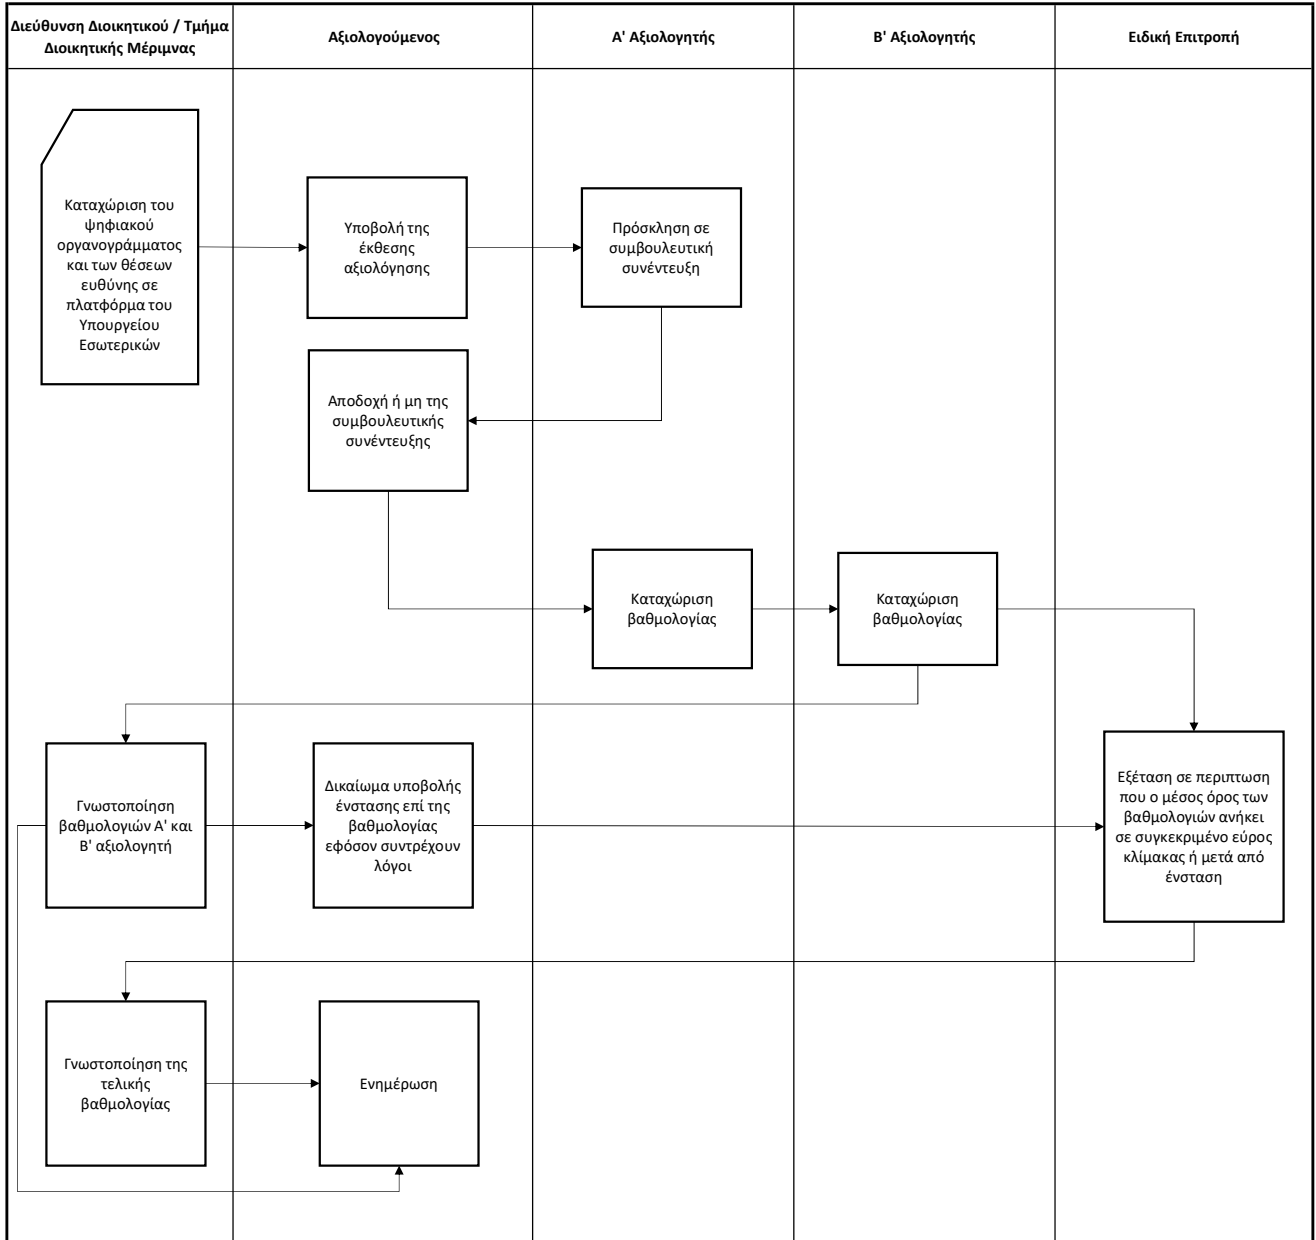 Διεύθυνση Διοικητικού / Τμήμα
Διοικητικής Μέριμνας
Αξιολογούμενος
Α' Αξιολογητής
Β' Αξιολογητής
Ειδική Επιτροπή
Καταχώριση του
ψηφιακού
οργανογράμματος
και των θέσεων
ευθύνης σε
πλατφόρμα του
Υπουργείου
Εσωτερικών
Υποβολή της
έκθεσης
αξιολόγησης
Πρόσκληση σε
συμβουλευτική
συνέντευξη
Αποδοχή ή μη της
συμβουλευτικής
συνέντευξης
Καταχώριση
βαθμολογίας
Καταχώριση
βαθμολογίας
Γνωστοποίηση
βαθμολογιών Α' και
Β' αξιολογητή
Δικαίωμα υποβολής
ένστασης επί της
βαθμολογίας
εφόσον συντρέχουν
λόγοι
Εξέταση σε περιπτωση
που ο μέσος όρος των
βαθμολογιών ανήκει
σε συγκεκριμένο εύρος
κλίμακας ή μετά από
ένσταση
Γνωστοποίηση της
τελικής
βαθμολογίας
Ενημέρωση